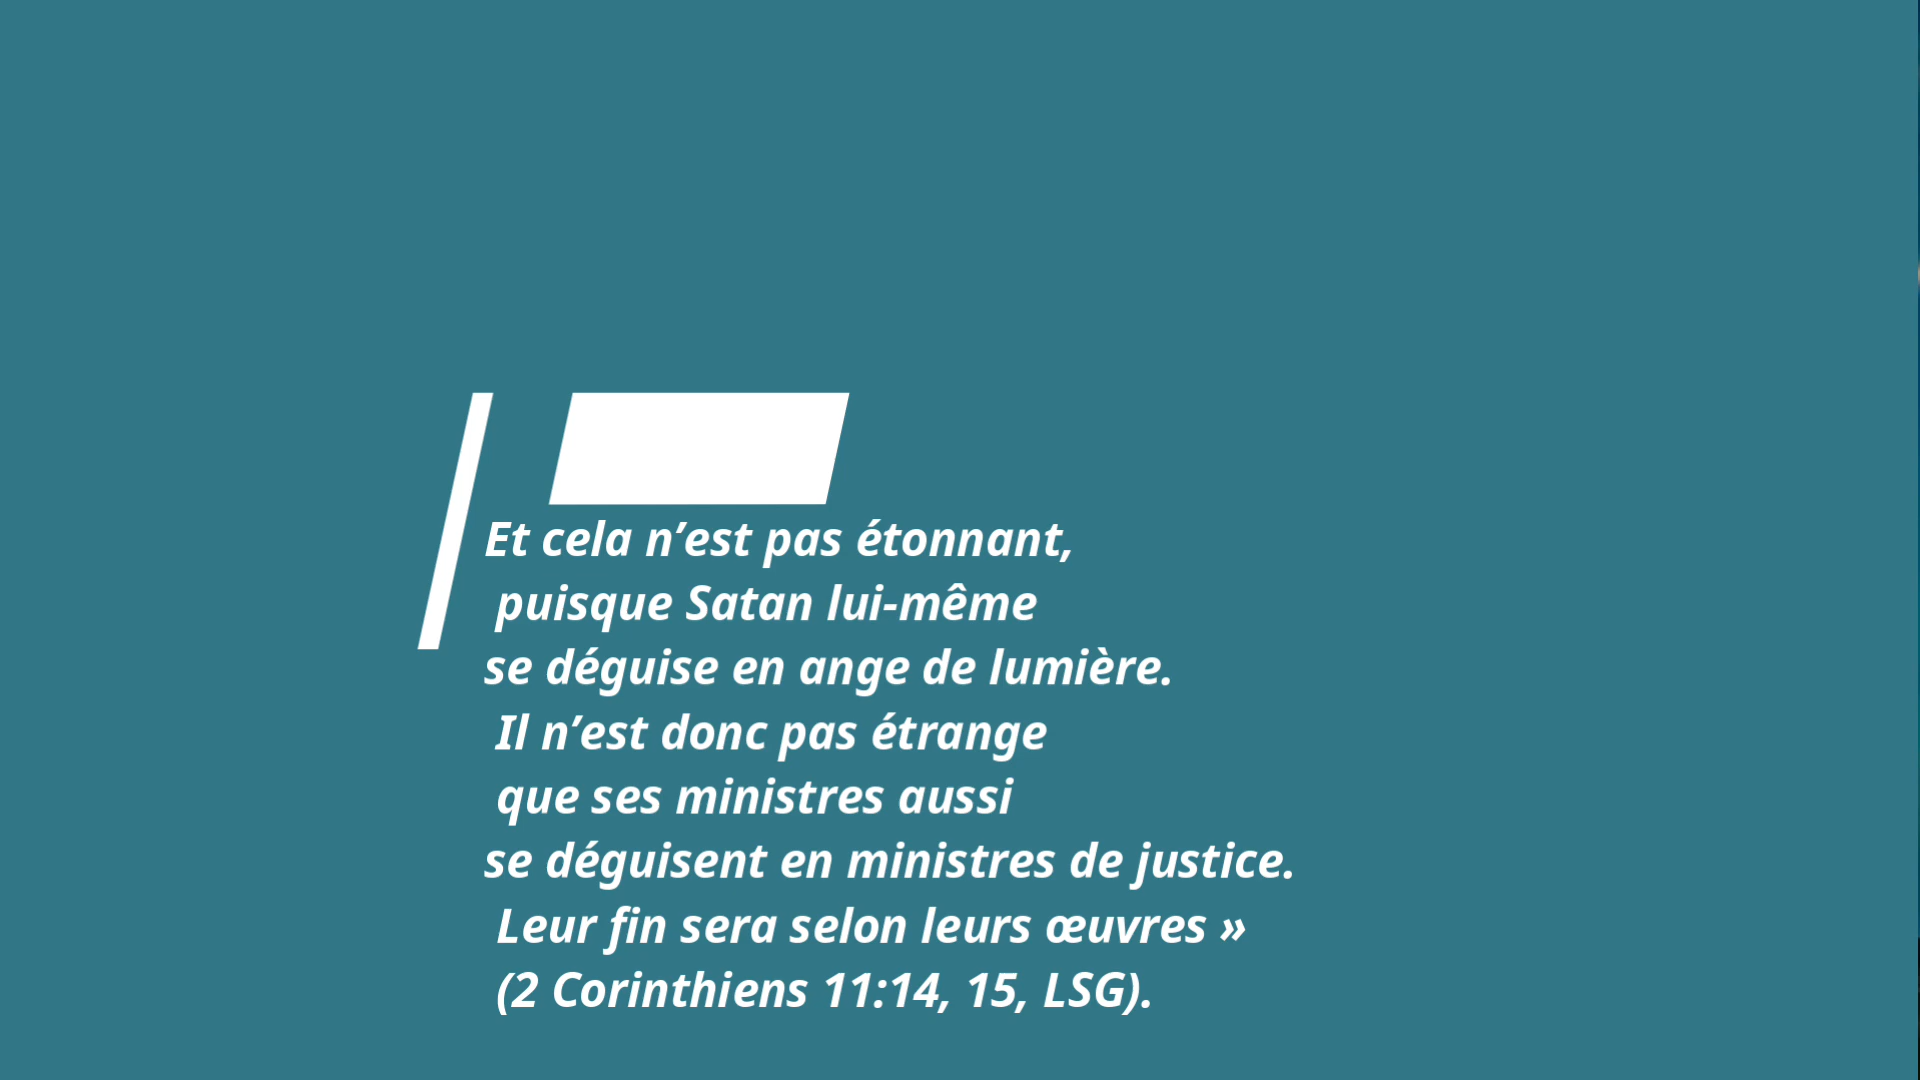 Et cela n’est pas étonnant,
puisque Satan lui-même
se déguise en ange de lumière.
Il n’est donc pas étrange
que ses ministres aussi
se déguisent en ministres de justice.
Leur fin sera selon leurs œuvres »
(2 Corinthiens 11:14, 15, LSG).